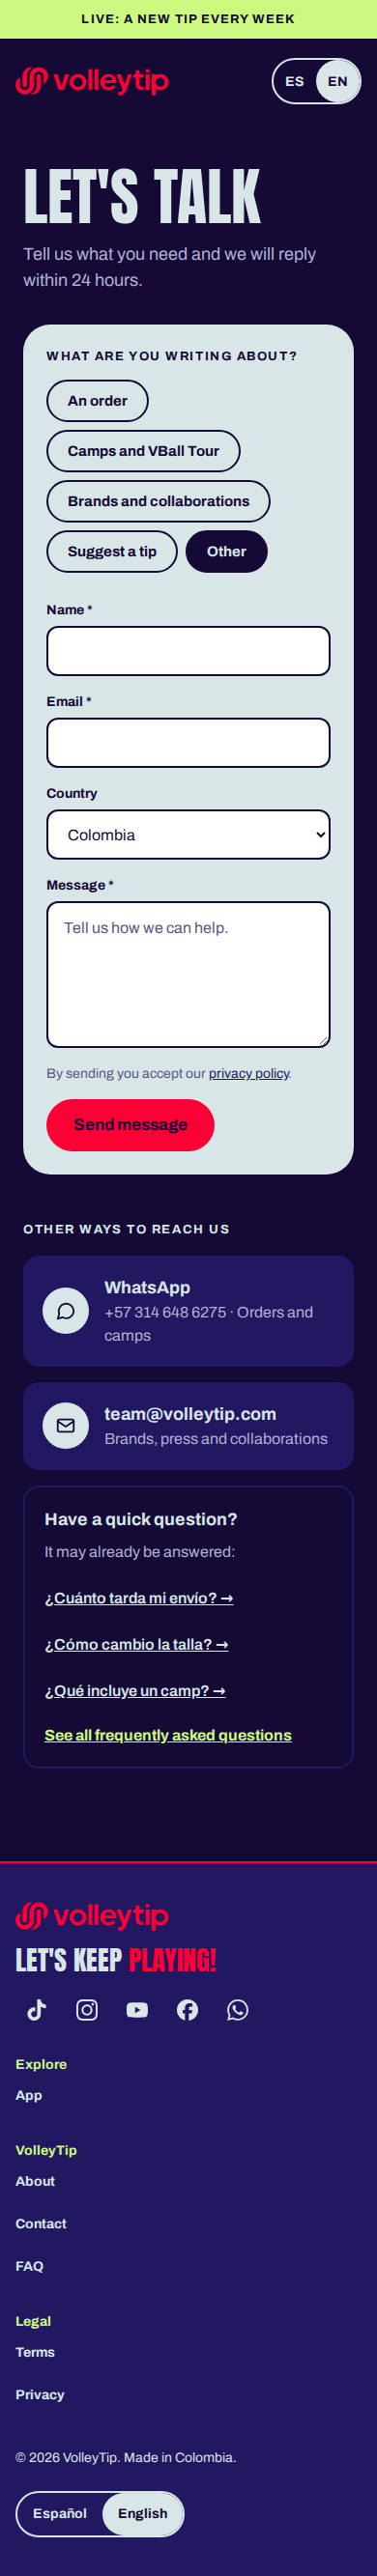 LIVE: A NEW TIP EVERY WEEK
volleytip
ES EN
LET'S TALK
Tell us what you need and we will reply
within 24 hours.
WHAT ARE YOU WRITING ABOUT?
An order
Camps and VBall Tour
Brands and collaborations
Suggest a tip Other
Name *
Email *
Country
Colombia
Message *
Tell us how we can help.
By sending you accept our privacy policy.
Send message
OTHER WAYS TO REACH US
WhatsApp
+57 314 648 6275 · Orders and
camps
team@volleytip.com
Brands, press and collaborations
Have a quick question?
It may already be answered:
¿Cuánto tarda mi envío? →
¿Cómo cambio la talla? →
¿Qué incluye un camp? →
See all frequently asked questions
volleytip
LET'S KEEP PLAYING!
Explore
App
VolleyTip
About
Contact
FAQ
Legal
Terms
Privacy
© 2026 VolleyTip. Made in Colombia.
Español English